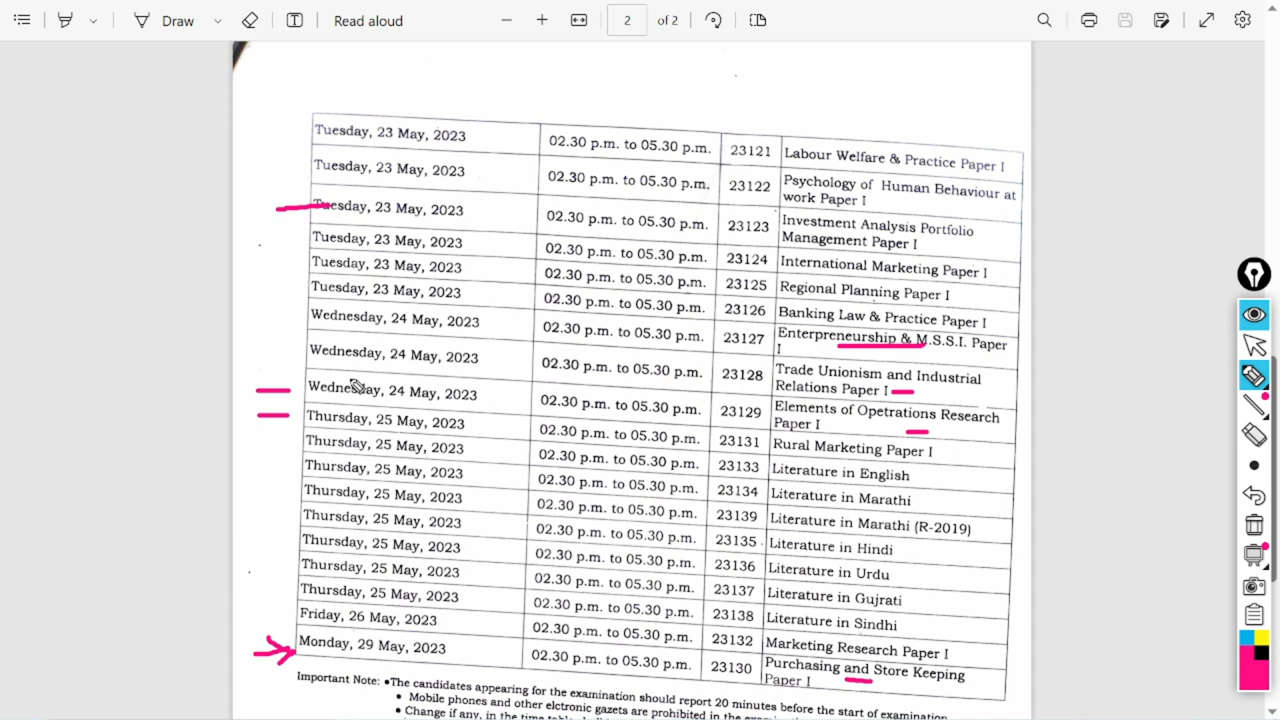 Draw
Read aloud
2 of 2
Tuesday, 23 May, 2023 02.30 p.m. to 05.30 p.m. 23121 Labour Welfare & Practice Paper I
Tuesday, 23 May, 2023 02.30 p.m. to 05.30 p.m. 23122 Psychology of Human Behaviour at
work Paper I
Tuesday, 23 May, 2023 02.30 p.m. to 05.30 p.m. 23123 Investment Analysis Portfolio
Management Paper I
Tuesday, 23 May, 2023 02.30 p.m. to 05.30 p.m. 23124 International Marketing Paper I
Tuesday, 23 May, 2023 02.30 p.m. to 05.30 p.m. 23125 Regional Planning Paper I
Tuesday, 23 May, 2023 02.30 p.m. to 05.30 p.m. 23126 Banking Law & Practice Paper I
Wednesday, 24 May, 2023 02.30 p.m. to 05.30 p.m. 23127 Enterpreneurship & M.S.S.I. Paper
I
Wednesday, 24 May, 2023 02.30 p.m. to 05.30 p.m. 23128 Trade Unionism and Industrial
Relations Paper I
Wednesday, 24 May, 2023 02.30 p.m. to 05.30 p.m. 23129 Elements of Opetrations Research
Paper I
Thursday, 25 May, 2023 02.30 p.m. to 05.30 p.m. 23131 Rural Marketing Paper I
Thursday, 25 May, 2023 02.30 p.m. to 05.30 p.m. 23133 Literature in English
Thursday, 25 May, 2023 02.30 p.m. to 05.30 p.m. 23134 Literature in Marathi
Thursday, 25 May, 2023 02.30 p.m. to 05.30 p.m. 23139 Literature in Marathi (R-2019)
Thursday, 25 May, 2023 02.30 p.m. to 05.30 p.m. 23135 Literature in Hindi
Thursday, 25 May, 2023 02.30 p.m. to 05.30 p.m. 23136 Literature in Urdu
Thursday, 25 May, 2023 02.30 p.m. to 05.30 p.m. 23137 Literature in Gujrati
Thursday, 25 May, 2023 02.30 p.m. to 05.30 p.m. 23138 Literature in Sindhi
Friday, 26 May, 2023 02.30 p.m. to 05.30 p.m. 23132 Marketing Research Paper I
Monday, 29 May, 2023 02.30 p.m. to 05.30 p.m. 23130 Purchasing and Store Keeping
Paper I
Important Note: •The candidates appearing for the examination should report 20 minutes before the start of examination
• Mobile phones and other elctronic gazets are prohibited in the
• Change if any, in the time table